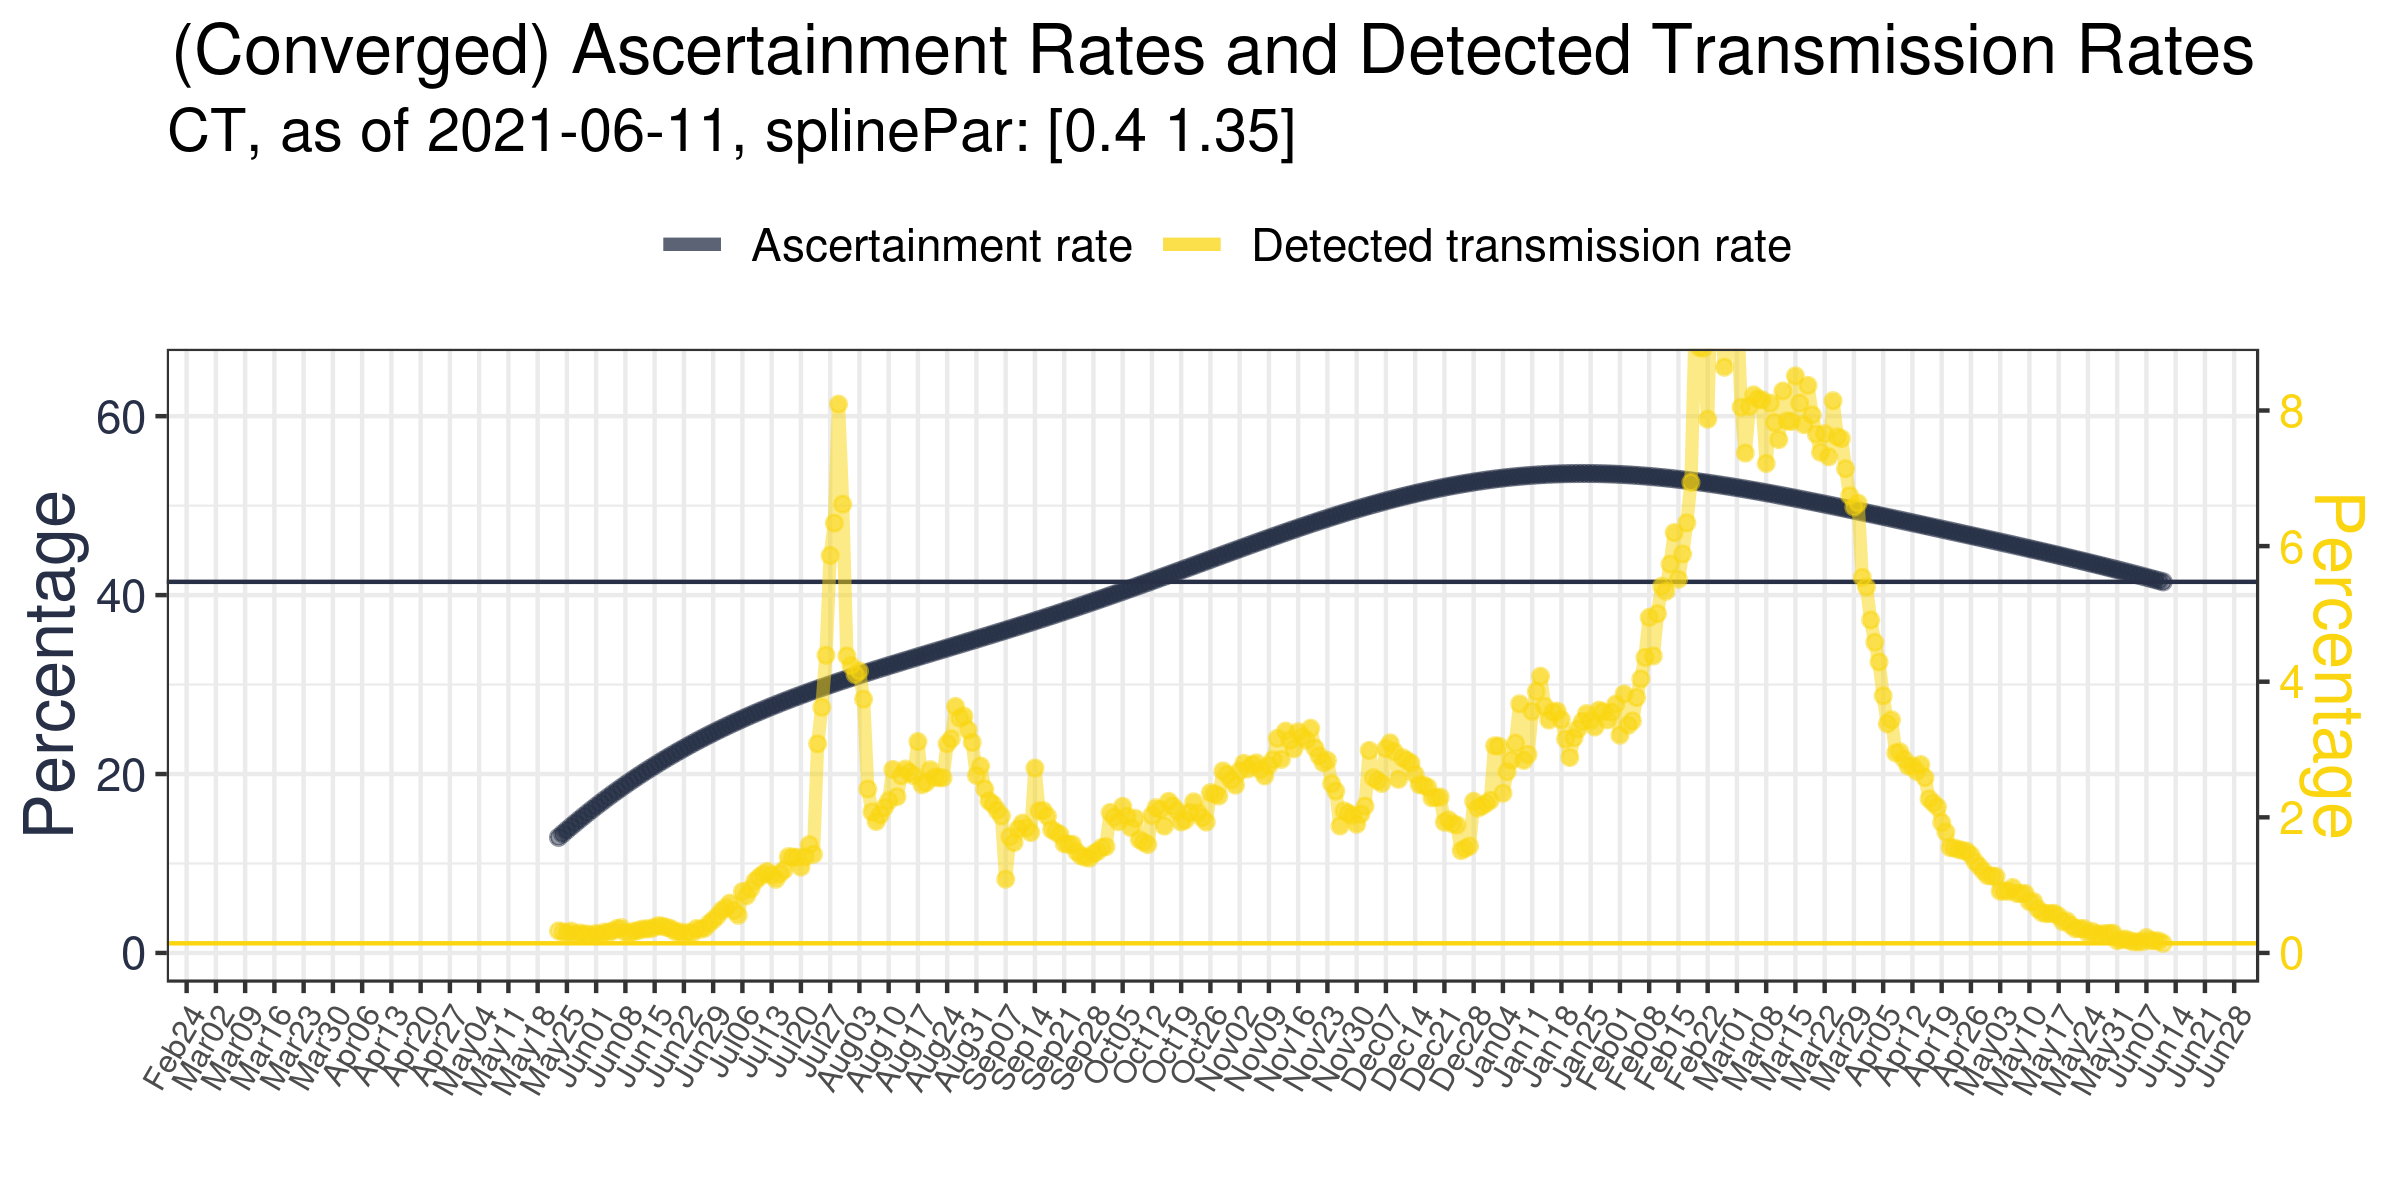 (Converged) Ascertainment Rates and Detected Transmission Rates
CT, as of 2021-06-11, splinePar: [0.4 1.35]
Ascertainment rate Detected transmission rate
Percentage
60
40
20
0
8
6
4
2
0
Percentage
Feb24 Mar02 Mar09 Mar16 Mar23 Mar30 Apr06 Apr13 Apr20 Apr27 May04 May11 May18 May25 Jun01 Jun08 Jun15 Jun22 Jun29 Jul06 Jul13 Jul20 Jul27 Aug03 Aug10 Aug17 Aug24 Aug31 Sep07 Sep14 Sep21 Sep28 Oct05 Oct12 Oct19 Oct26 Nov02 Nov09 Nov16 Nov23 Nov30 Dec07 Dec14 Dec21 Dec28 Jan04 Jan11 Jan18 Jan25 Feb01 Feb08 Feb15 Feb22 Mar01 Mar08 Mar15 Mar22 Mar29 Apr05 Apr12 Apr19 Apr26 May03 May10 May17 May24 May31 Jun07 Jun14 Jun21 Jun28